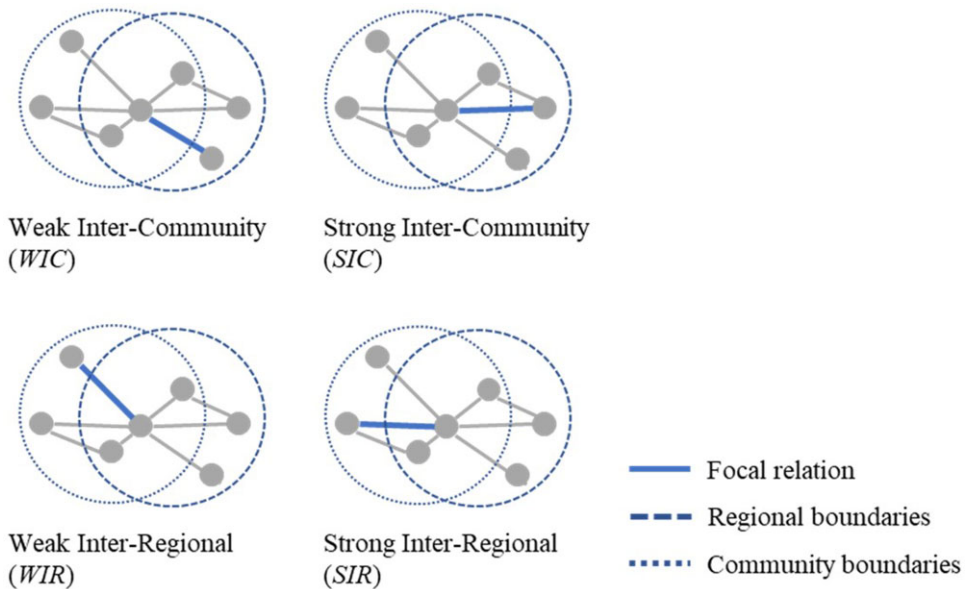 Weak Inter-Community
(WIC)
Strong Inter-Community
(SIC)
Weak Inter-Regional
(WIR)
Strong Inter-Regional
(SIR)
Focal relation
Regional boundaries
Community boundaries